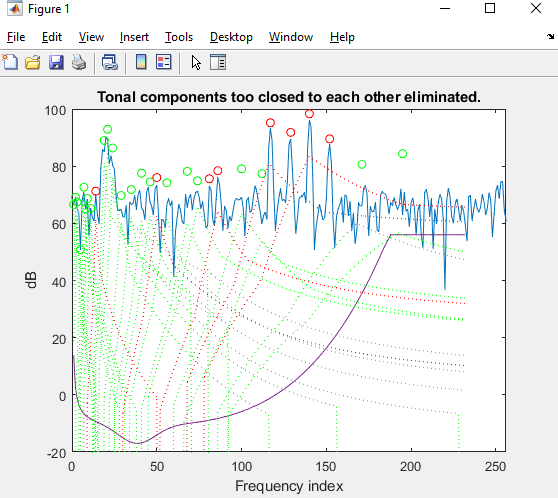 Figure 1
File Edit View Insert Tools Desktop Window Help
Tonal components too closed to each other eliminated.
100
80
60
40
20
0
-20
dB
0 50 100 150 200 250
Frequency index